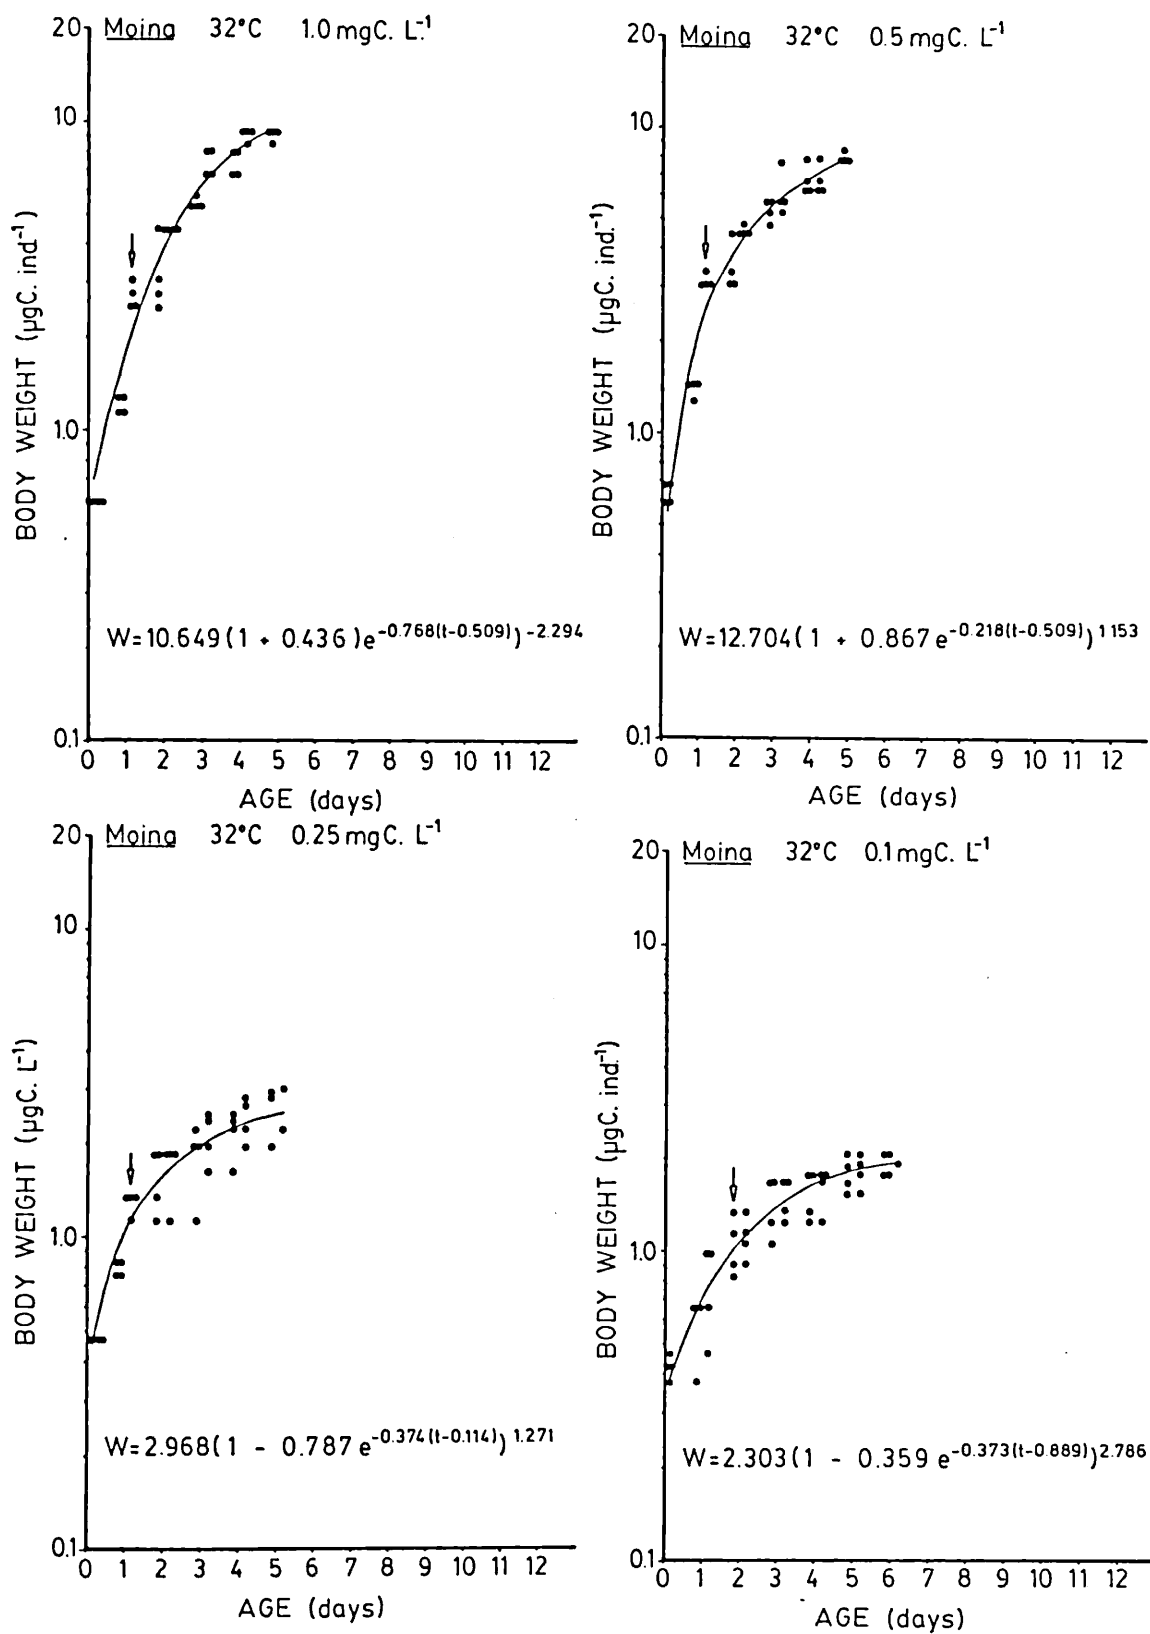 Moina 32°C 1.0 mgC. L.⁻¹
20
10
1.0
0.1
BODY WEIGHT (µgC. ind⁻¹)
W=10.649(1 + 0.436)e⁻⁰·⁷⁶⁸⁽ᵗ⁻⁰·⁵⁰⁹⁾)⁻²·²⁹⁴
0 1 2 3 4 5 6 7 8 9 10 11 12
AGE (days)
Moina 32°C 0.5 mgC. L⁻¹
20
10
1.0
0.1
BODY WEIGHT (µgC. ind.⁻¹)
W=12.704(1 + 0.867 e⁻⁰·²¹⁸⁽ᵗ⁻⁰·⁵⁰⁹⁾)¹·¹⁵³
0 1 2 3 4 5 6 7 8 9 10 11 12
AGE (days)
Moina 32°C 0.25 mgC. L⁻¹
20
10
1.0
0.1
BODY WEIGHT (µgC. L⁻¹)
W=2.968(1 - 0.787 e⁻⁰·³⁷⁴⁽ᵗ⁻⁰·¹¹⁴⁾)¹·²⁷¹
0 1 2 3 4 5 6 7 8 9 10 11 12
AGE (days)
Moina 32°C 0.1 mgC. L⁻¹
20
10
1.0
0.1
BODY WEIGHT (µgC. ind.⁻¹)
W=2.303(1 - 0.359 e⁻⁰·³⁷³⁽ᵗ⁻⁰·⁸⁸⁹⁾)²·⁷⁸⁶
0 1 2 3 4 5 6 7 8 9 10 11 12
AGE (days)